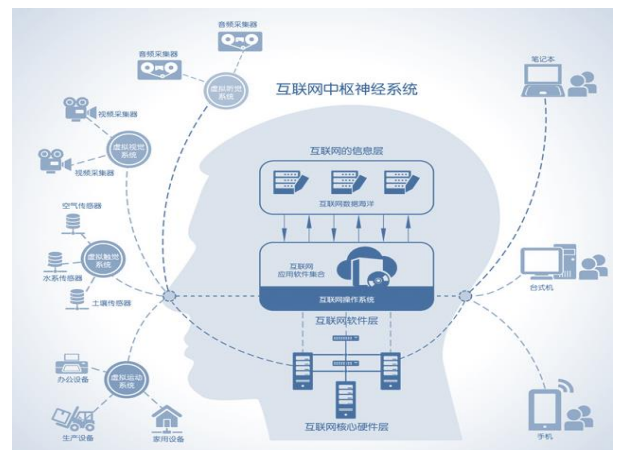 音频采集器
音频采集器
虚拟听觉
系统
互联网中枢神经系统
笔记本
视频采集器
虚拟视觉
系统
视频采集器
互联网的信息层
互联网数据海洋
空气传感器
虚拟触觉
系统
水系传感器
土壤传感器
互联网
应用软件集合
互联网操作系统
台式机
互联网软件层
办公设备
虚拟运动
系统
生产设备
家用设备
互联网核心硬件层
手机